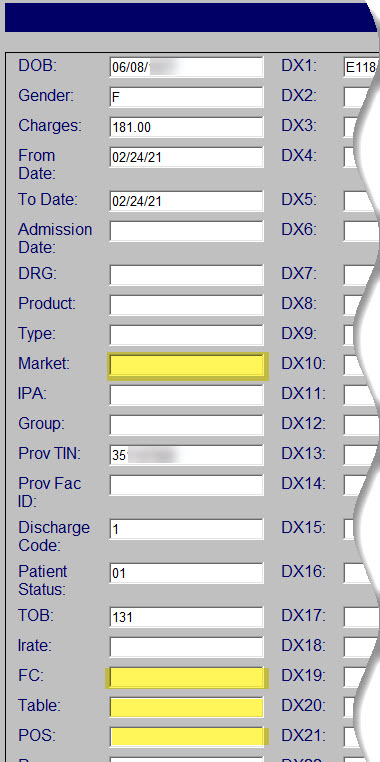 DOB: 06/08/ DX1: E118
Gender: F DX2:
Charges: 181.00 DX3:
From Date: 02/24/21 DX4:
To Date: 02/24/21 DX5:
Admission Date: DX6:
DRG: DX7:
Product: DX8:
Type: DX9:
Market: DX10:
IPA: DX11:
Group: DX12:
Prov TIN: 35 DX13:
Prov Fac ID: DX14:
Discharge Code: 1 DX15:
Patient Status: 01 DX16:
TOB: 131 DX17:
Irate: DX18:
FC: DX19:
Table: DX20:
POS: DX21: